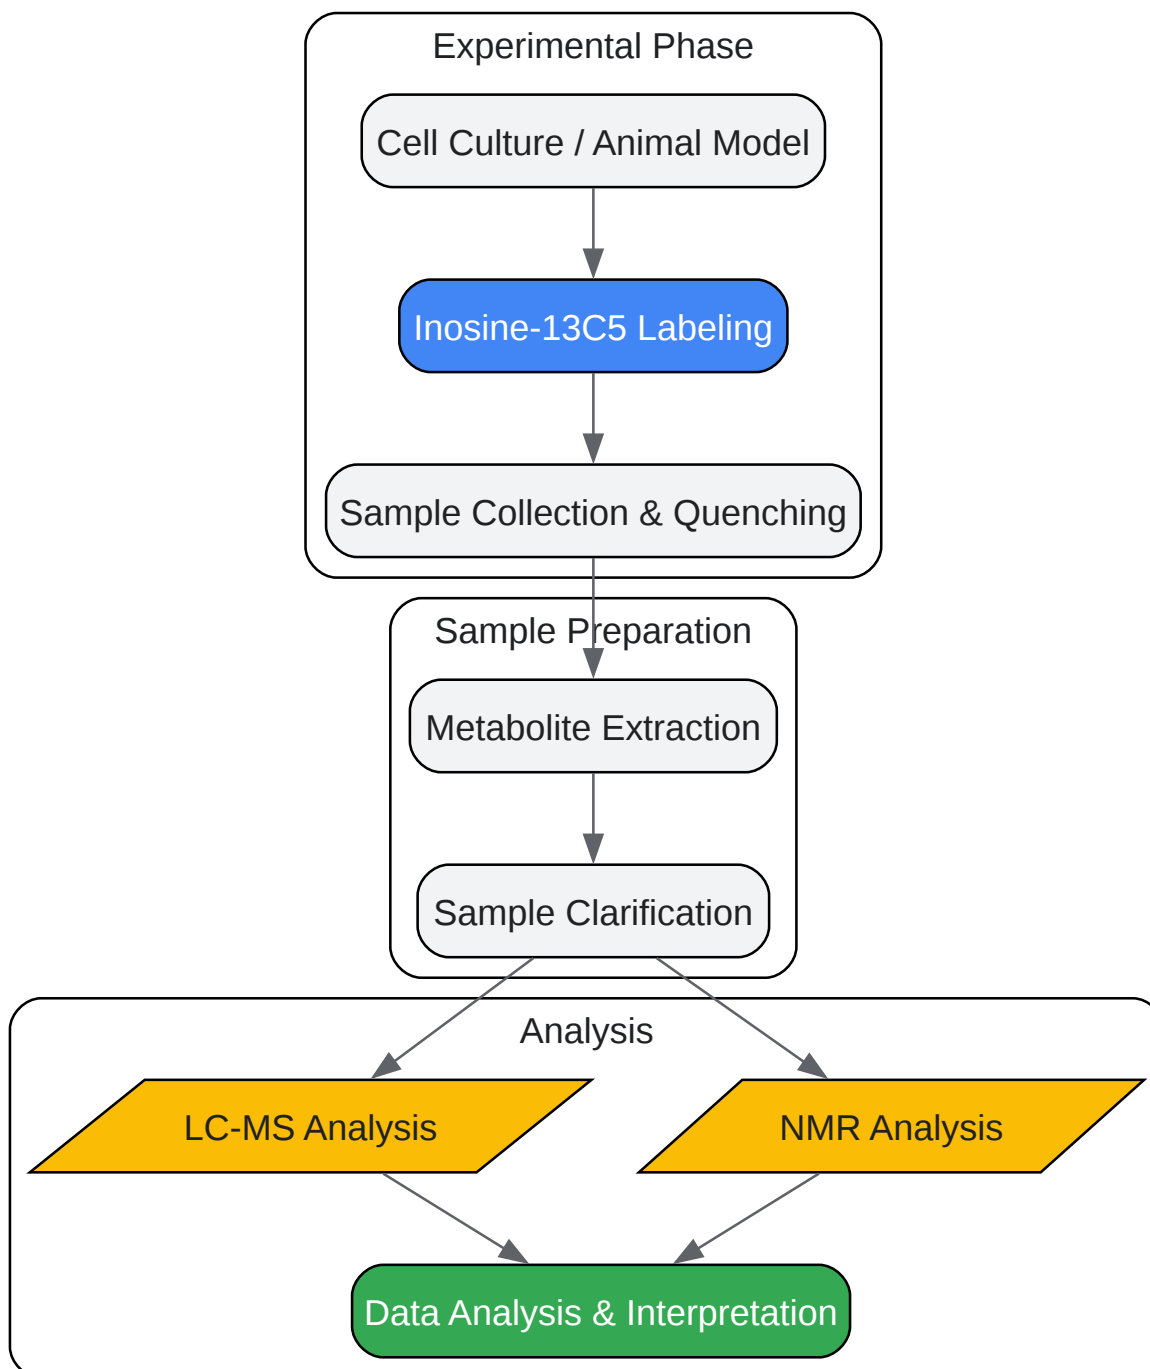 Experimental Phase
Cell Culture / Animal Model
Inosine-13C5 Labeling
Sample Collection & Quenching
Sample Preparation
Metabolite Extraction
Sample Clarification
Analysis
LC-MS Analysis
NMR Analysis
Data Analysis & Interpretation